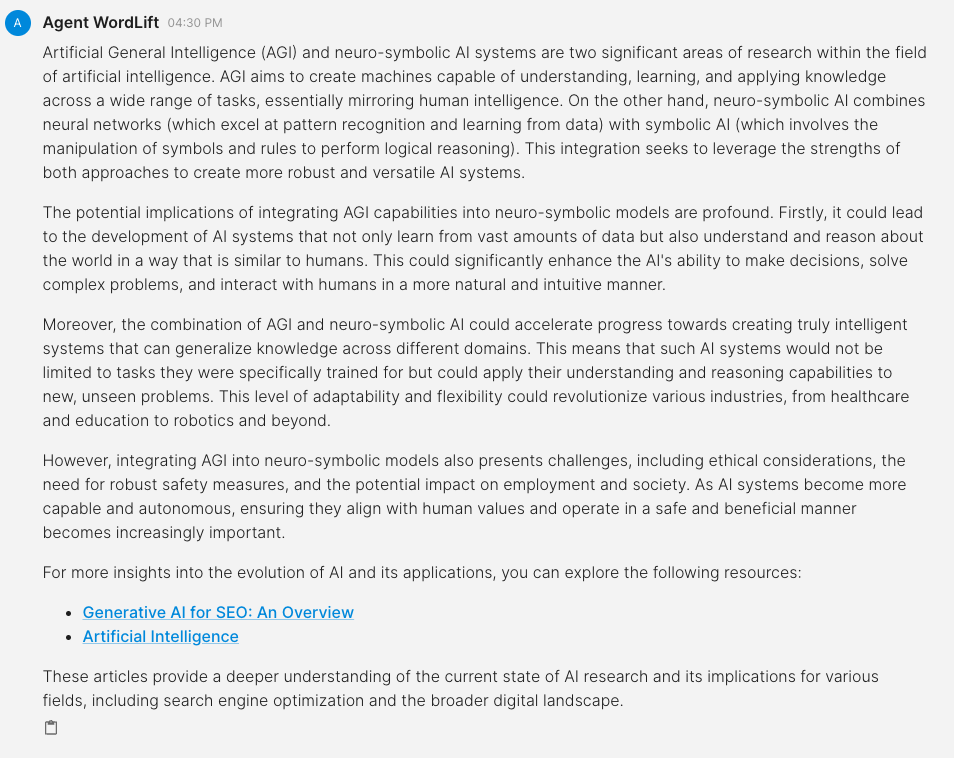 A
Agent WordLift 04:30 PM
Artificial General Intelligence (AGI) and neuro-symbolic AI systems are two significant areas of research within the field
of artificial intelligence. AGI aims to create machines capable of understanding, learning, and applying knowledge
across a wide range of tasks, essentially mirroring human intelligence. On the other hand, neuro-symbolic AI combines
neural networks (which excel at pattern recognition and learning from data) with symbolic AI (which involves the
manipulation of symbols and rules to perform logical reasoning). This integration seeks to leverage the strengths of
both approaches to create more robust and versatile AI systems.
The potential implications of integrating AGI capabilities into neuro-symbolic models are profound. Firstly, it could lead
to the development of AI systems that not only learn from vast amounts of data but also understand and reason about
the world in a way that is similar to humans. This could significantly enhance the AI's ability to make decisions, solve
complex problems, and interact with humans in a more natural and intuitive manner.
Moreover, the combination of AGI and neuro-symbolic AI could accelerate progress towards creating truly intelligent
systems that can generalize knowledge across different domains. This means that such AI systems would not be
limited to tasks they were specifically trained for but could apply their understanding and reasoning capabilities to
new, unseen problems. This level of adaptability and flexibility could revolutionize various industries, from healthcare
and education to robotics and beyond.
However, integrating AGI into neuro-symbolic models also presents challenges, including ethical considerations, the
need for robust safety measures, and the potential impact on employment and society. As AI systems become more
capable and autonomous, ensuring they align with human values and operate in a safe and beneficial manner
becomes increasingly important.
For more insights into the evolution of AI and its applications, you can explore the following resources:
• Generative AI for SEO: An Overview
• Artificial Intelligence
These articles provide a deeper understanding of the current state of AI research and its implications for various
fields, including search engine optimization and the broader digital landscape.